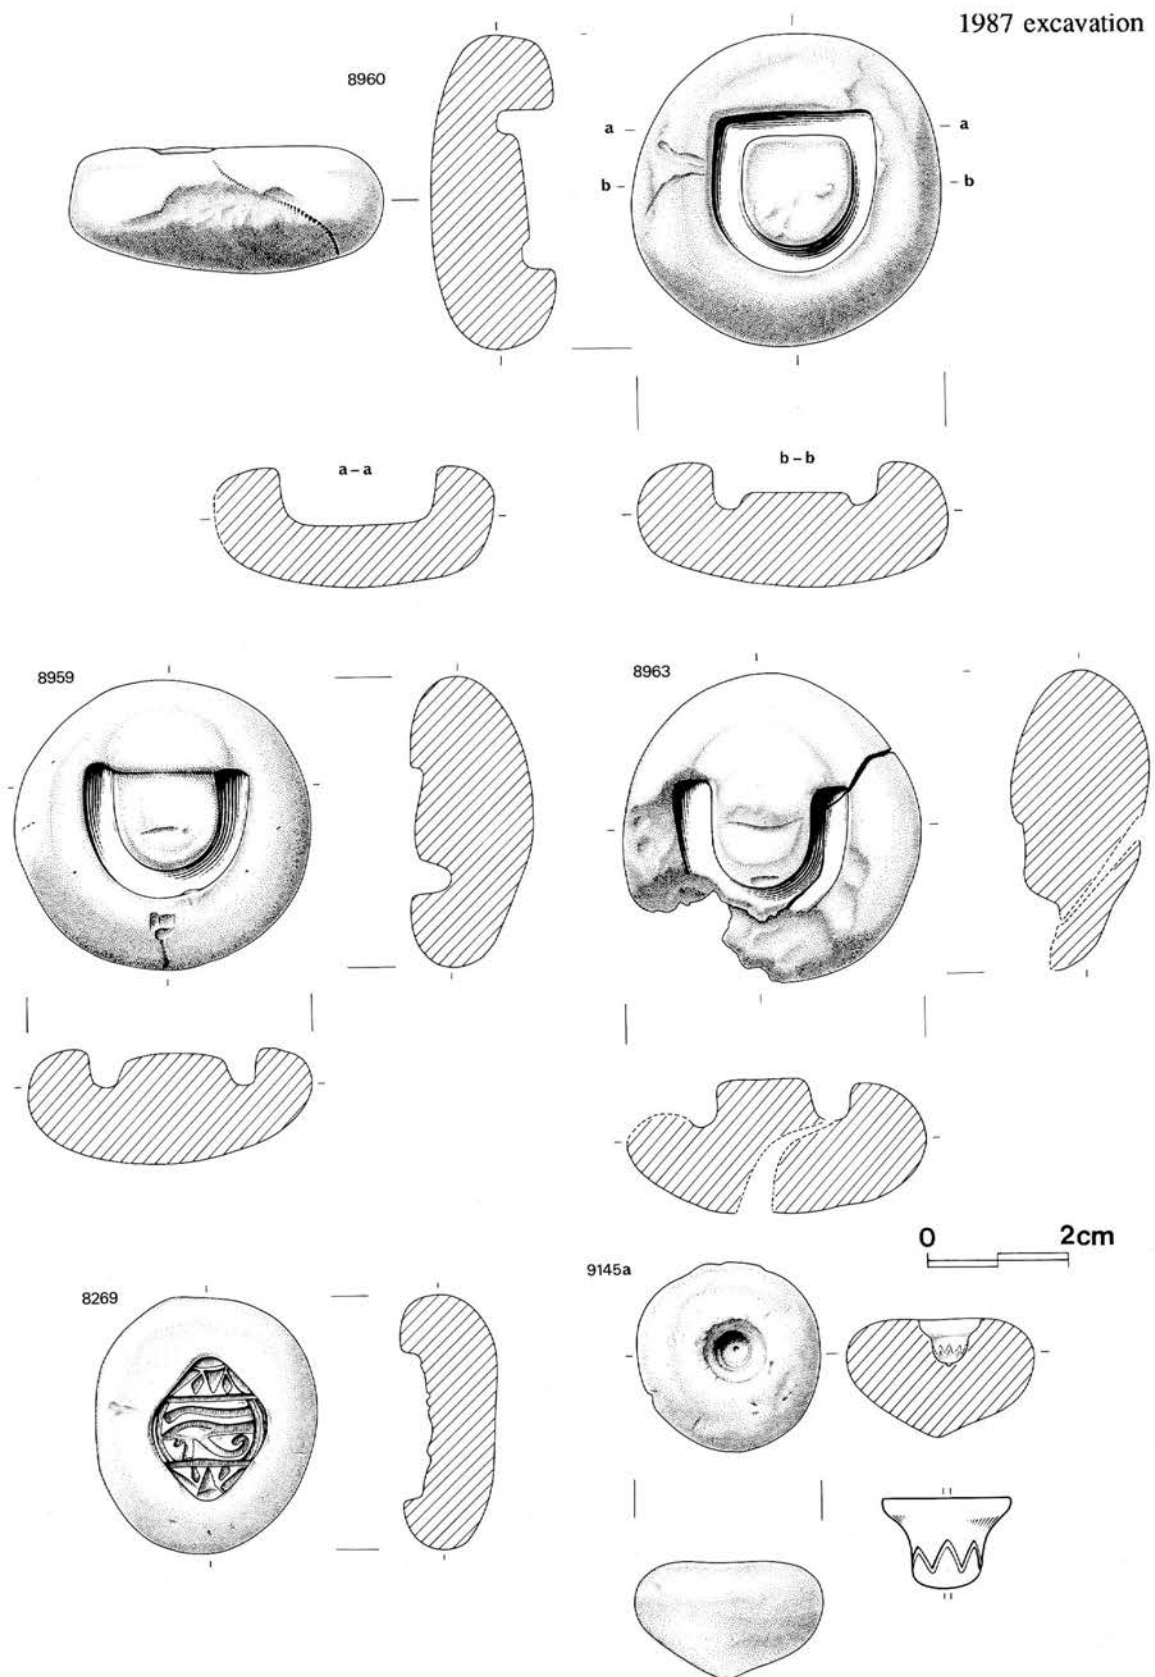 1987 excavation
8960
a a
b b
a–a
b–b
8959
8963
0 2cm
8269
9145a